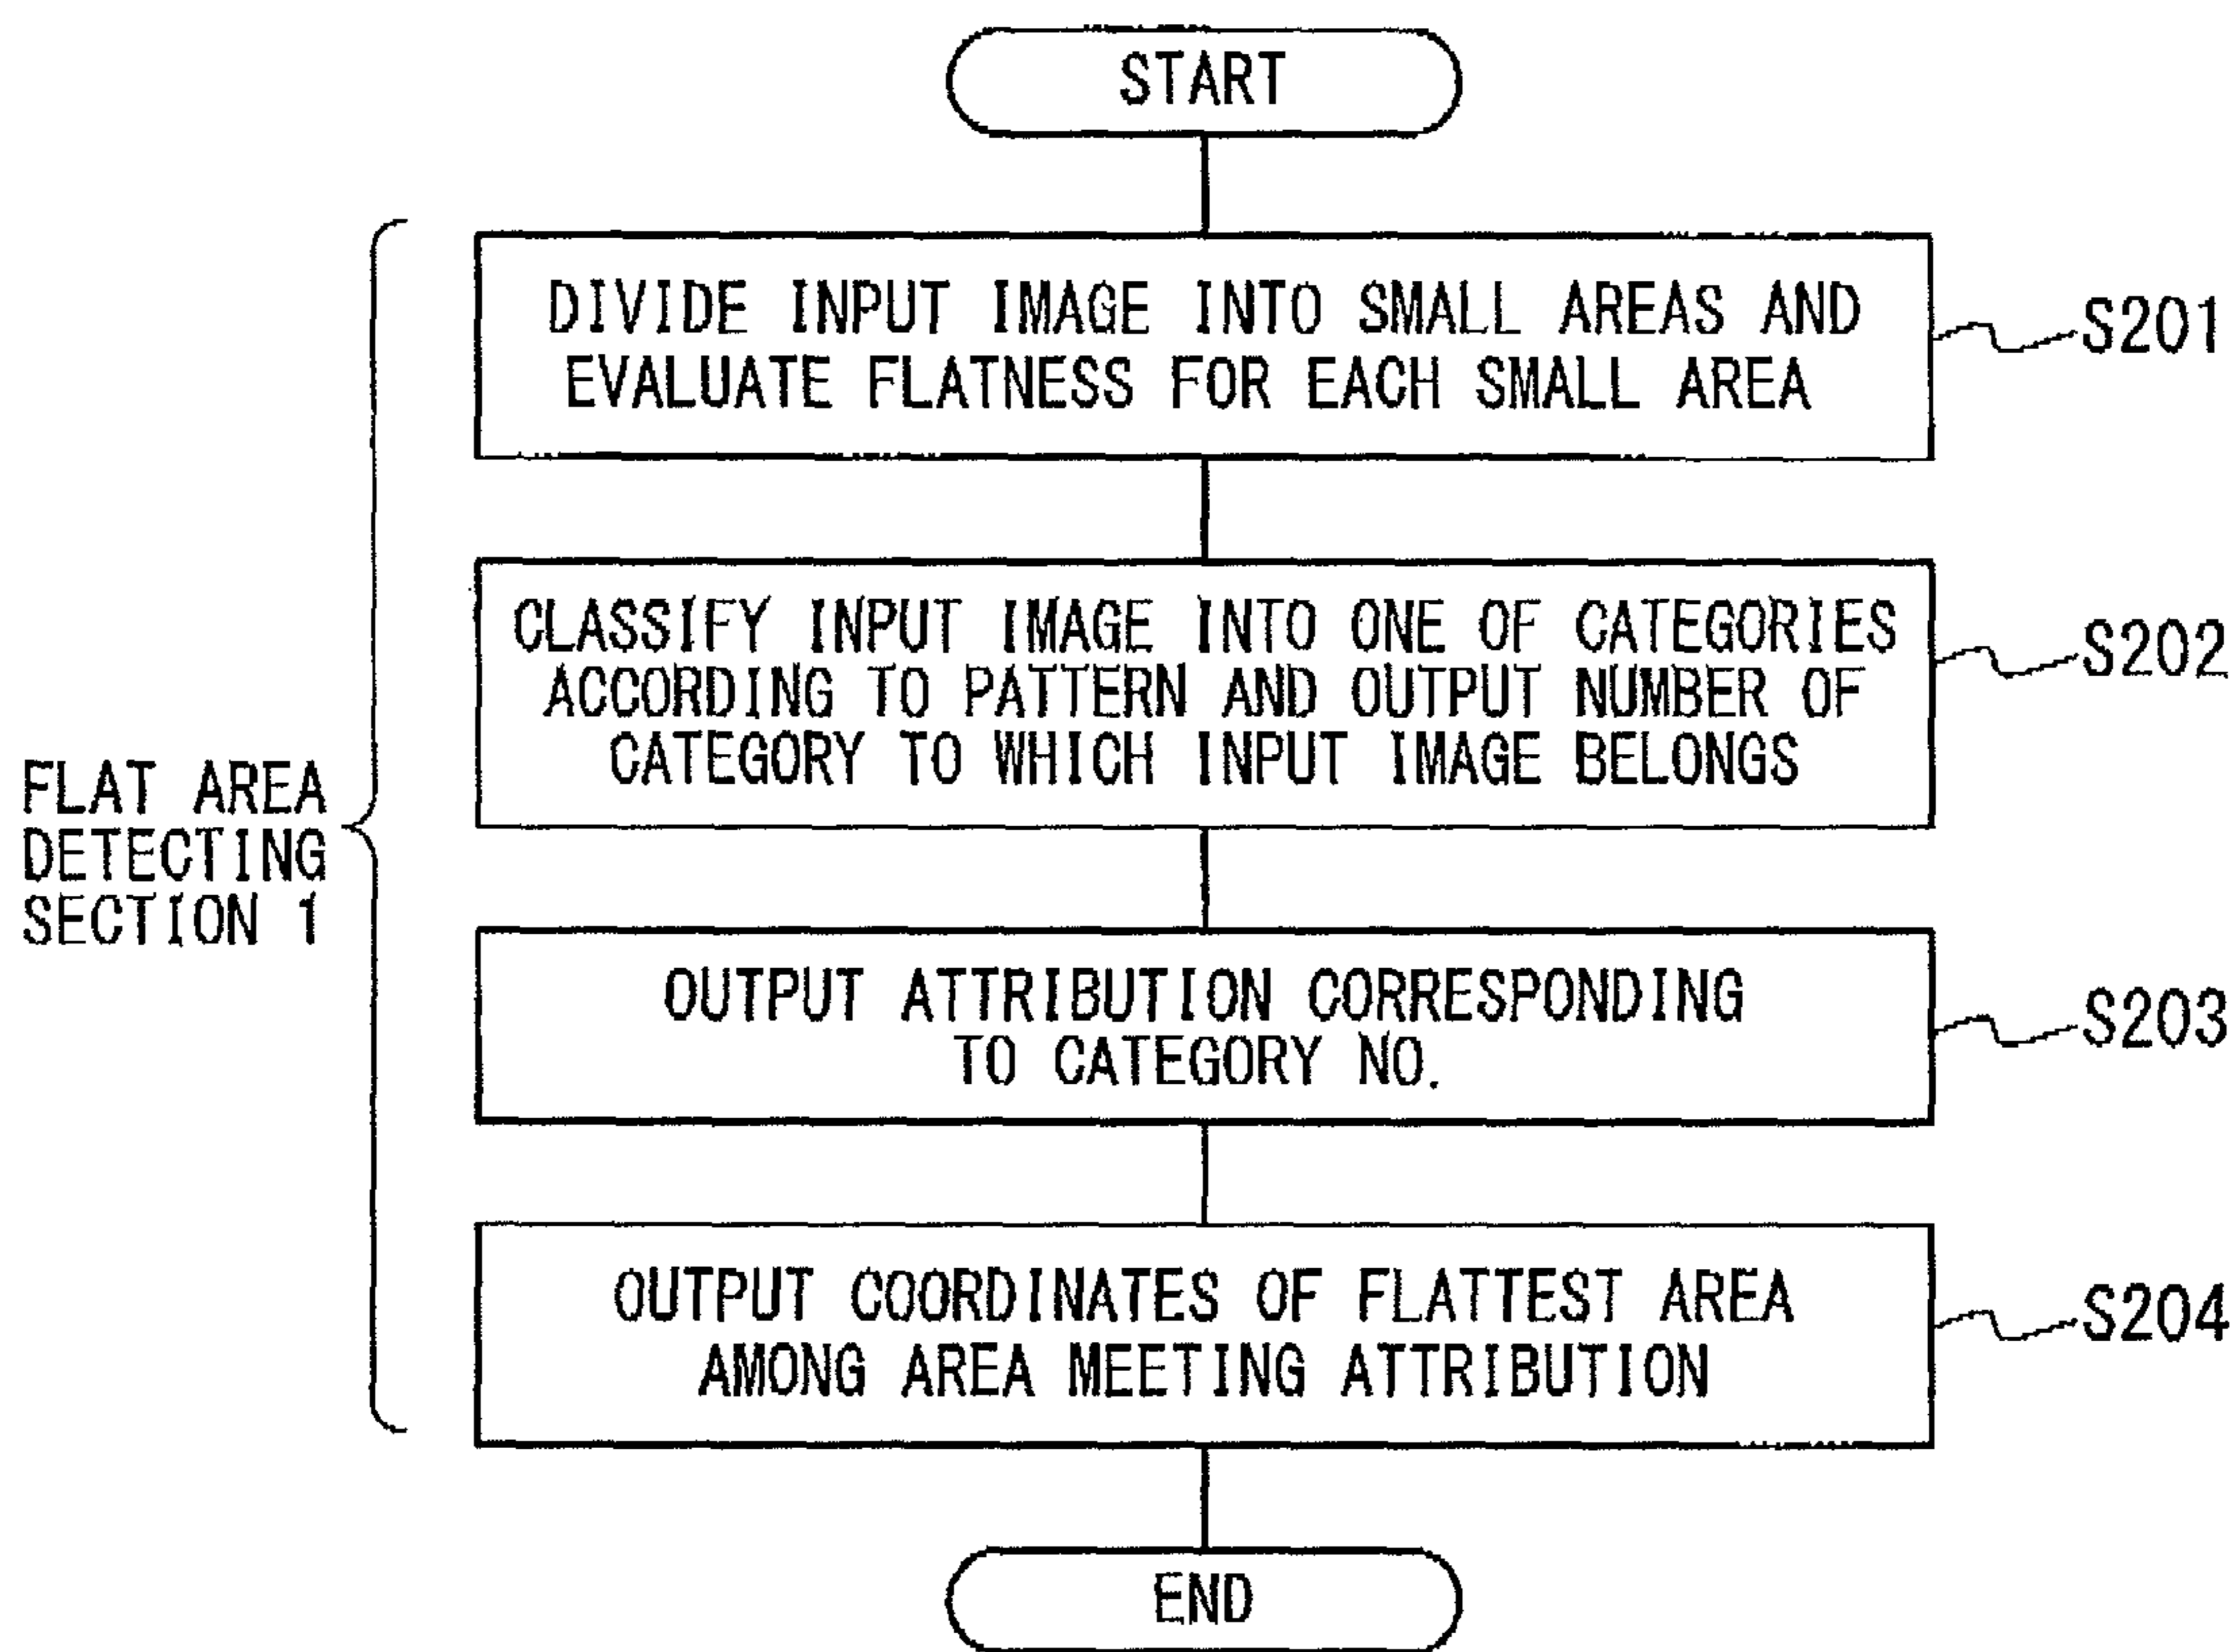 START
DIVIDE INPUT IMAGE INTO SMALL AREAS AND
EVALUATE FLATNESS FOR EACH SMALL AREA
S201
CLASSIFY INPUT IMAGE INTO ONE OF CATEGORIES
ACCORDING TO PATTERN AND OUTPUT NUMBER OF
CATEGORY TO WHICH INPUT IMAGE BELONGS
S202
FLAT AREA
DETECTING
SECTION 1
OUTPUT ATTRIBUTION CORRESPONDING
TO CATEGORY NO.
S203
OUTPUT COORDINATES OF FLATTEST AREA
AMONG AREA MEETING ATTRIBUTION
S204
END